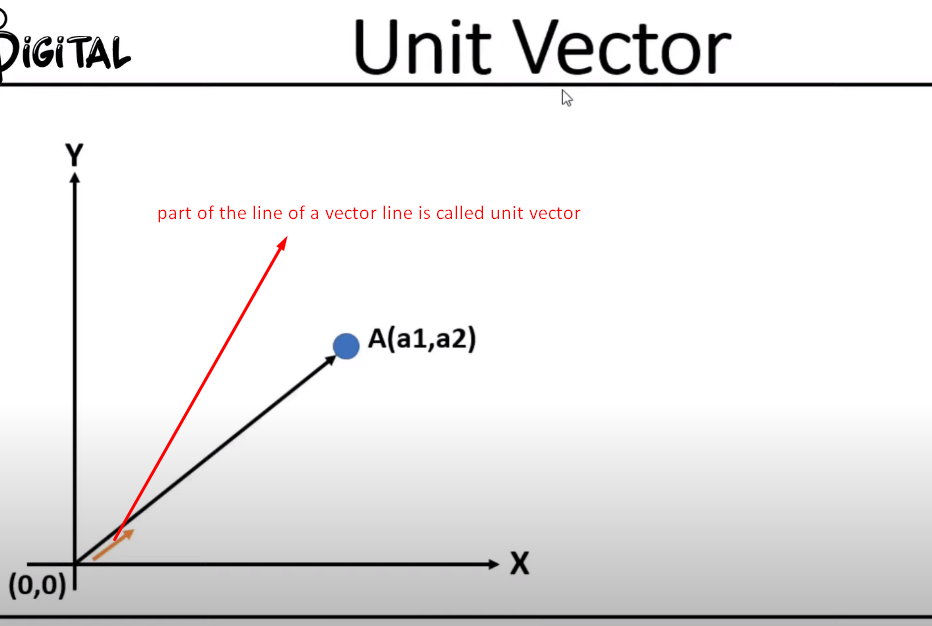 DIGITAL
Unit Vector
Y
part of the line of a vector line is called unit vector
A(a1,a2)
X
(0,0)